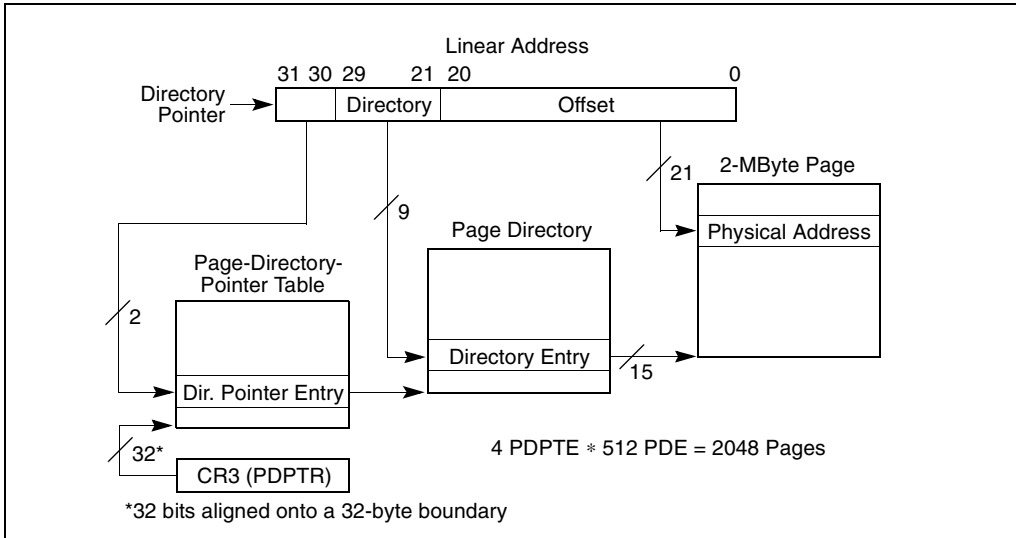 Linear Address
31 30 29 21 20 0
Directory
Pointer
Directory
Offset
2-MByte Page
21
9
Page Directory
Physical Address
Page-Directory-
Pointer Table
2
Directory Entry
15
Dir. Pointer Entry
32*
4 PDPTE * 512 PDE = 2048 Pages
CR3 (PDPTR)
*32 bits aligned onto a 32-byte boundary